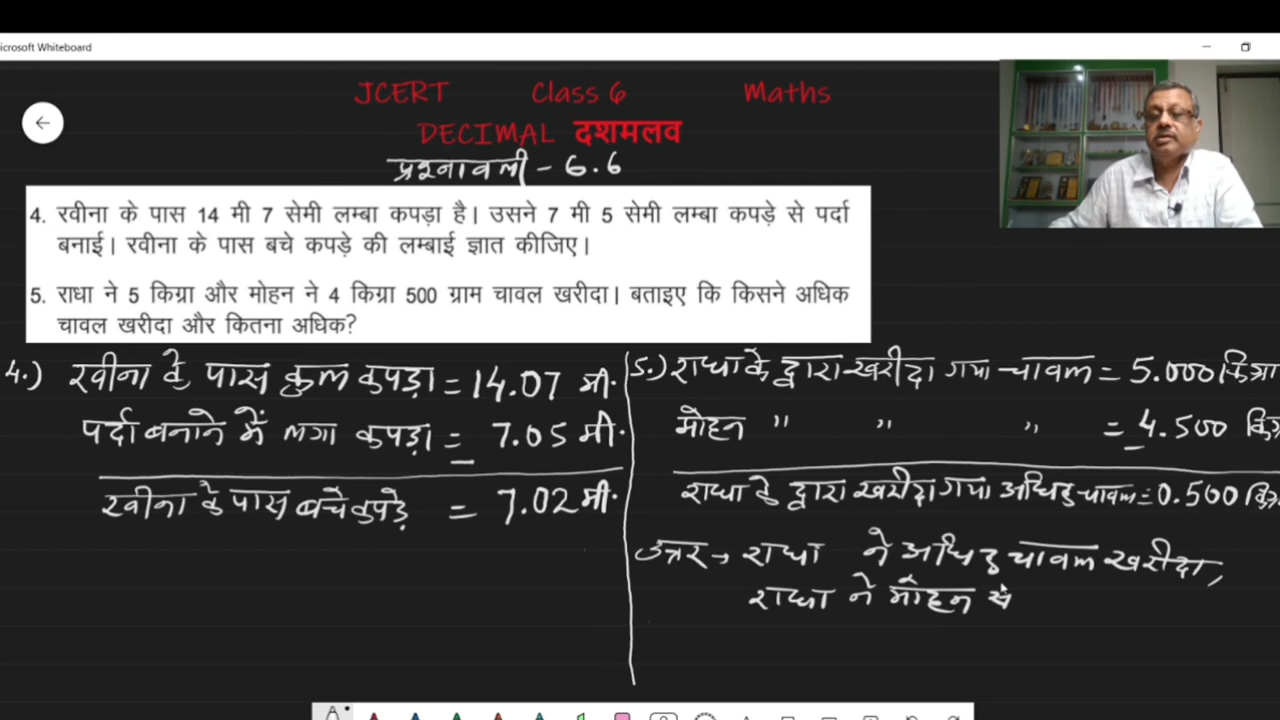 icrosoft Whiteboard
JCERT Class 6 Maths
DECIMAL दशमलव
प्रश्नावली - 6.6
4. रवीना के पास 14 मी 7 सेमी लम्बा कपड़ा है। उसने 7 मी 5 सेमी लम्बा कपड़े से पर्दा
बनाई। रवीना के पास बचे कपड़े की लम्बाई ज्ञात कीजिए।
5. राधा ने 5 किग्रा और मोहन ने 4 किग्रा 500 ग्राम चावल खरीदा। बताइए कि किसने अधिक
चावल खरीदा और कितना अधिक?
4.) रवीना के पास कुल कपड़ा = 14.07 मी.
पर्दा बनाने में लगा कपड़ा = 7.05 मी.
रवीना के पास बचे कपड़े = 7.02 मी.
5.) राधा के द्वारा खरीदा गया चावल = 5.000 किग्रा
मोहन " " " = 4.500 किग्र
राधा के द्वारा खरीदा गया अधिक चावल = 0.500 किग्र
उत्तर → राधा ने अधिक चावल खरीदा,
राधा ने मोहन से